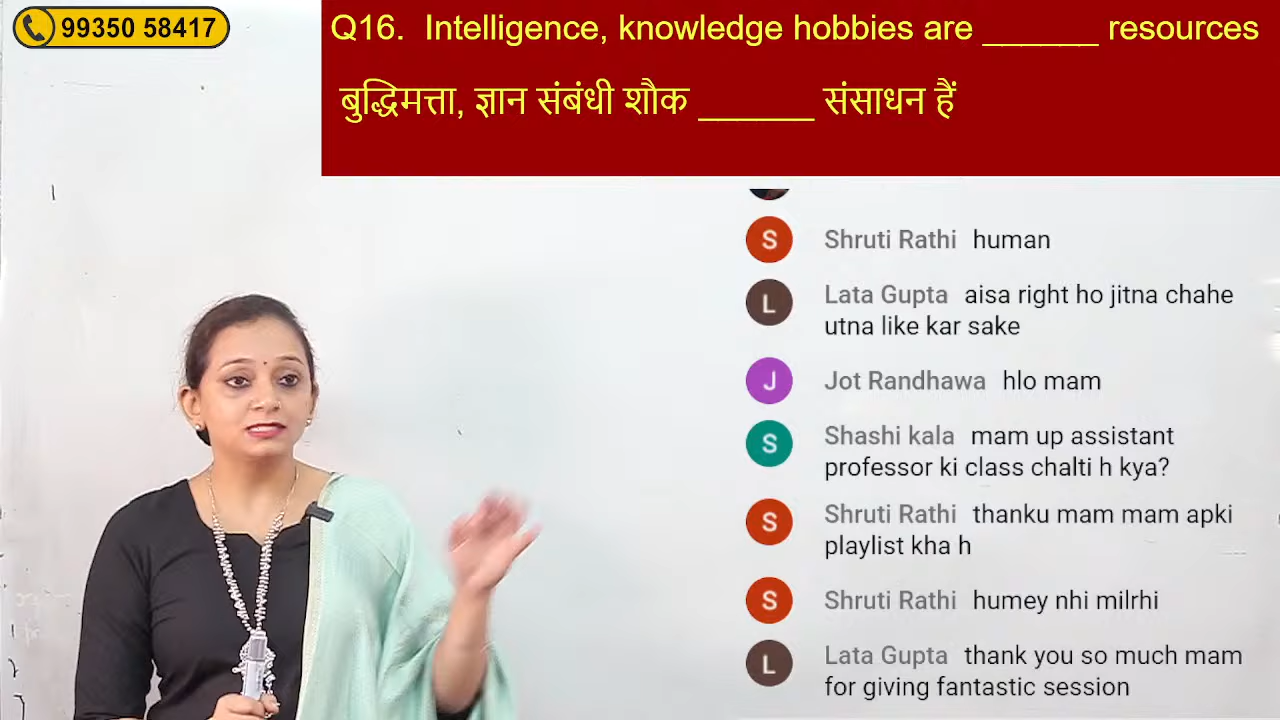 99350 58417
Q16. Intelligence, knowledge hobbies are ______ resources
बुद्धिमत्ता, ज्ञान संबंधी शौक ______ संसाधन हैं
S Shruti Rathi human
L Lata Gupta aisa right ho jitna chahe
utna like kar sake
J Jot Randhawa hlo mam
S Shashi kala mam up assistant
professor ki class chalti h kya?
S Shruti Rathi thanku mam mam apki
playlist kha h
S Shruti Rathi humey nhi milrhi
L Lata Gupta thank you so much mam
for giving fantastic session